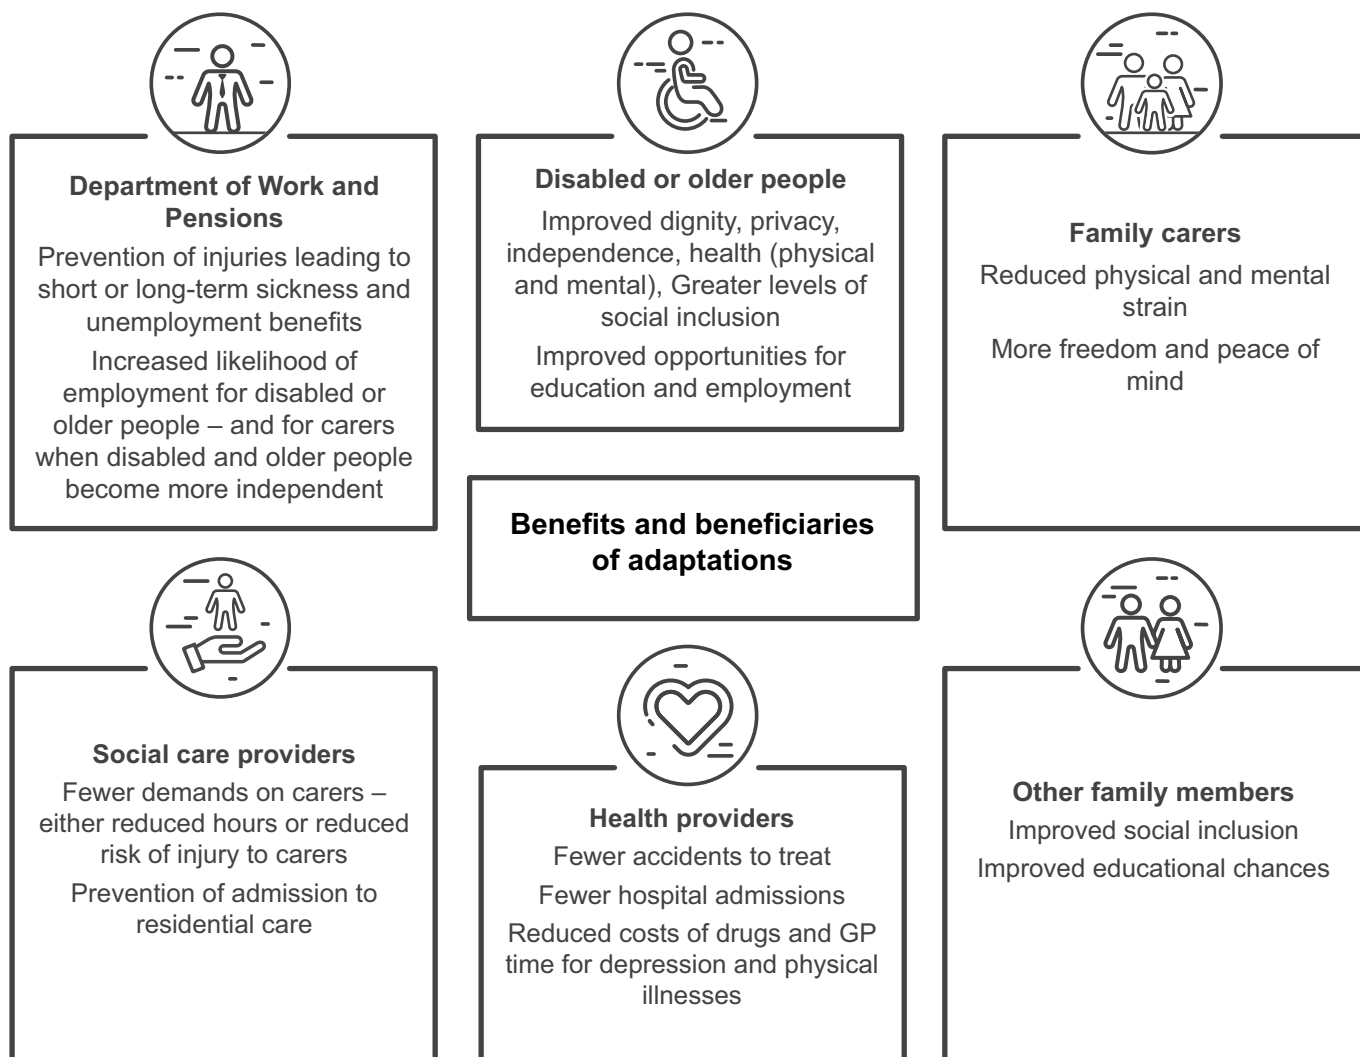 Department of Work and
Pensions
Prevention of injuries leading to
short or long-term sickness and
unemployment benefits
Increased likelihood of
employment for disabled or
older people – and for carers
when disabled and older people
become more independent
Disabled or older people
Improved dignity, privacy,
independence, health (physical
and mental), Greater levels of
social inclusion
Improved opportunities for
education and employment
Family carers
Reduced physical and mental
strain
More freedom and peace of
mind
Benefits and beneficiaries
of adaptations
Social care providers
Fewer demands on carers –
either reduced hours or reduced
risk of injury to carers
Prevention of admission to
residential care
Health providers
Fewer accidents to treat
Fewer hospital admissions
Reduced costs of drugs and GP
time for depression and physical
illnesses
Other family members
Improved social inclusion
Improved educational chances